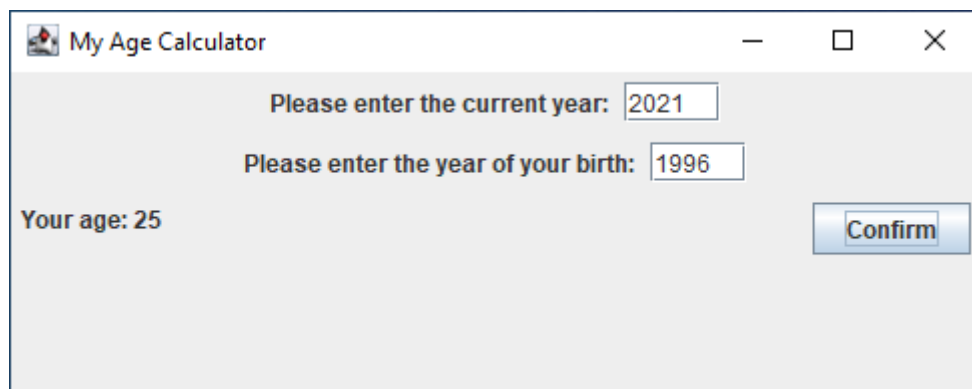 My Age Calculator
Please enter the current year: 2021
Please enter the year of your birth: 1996
Your age: 25 Confirm